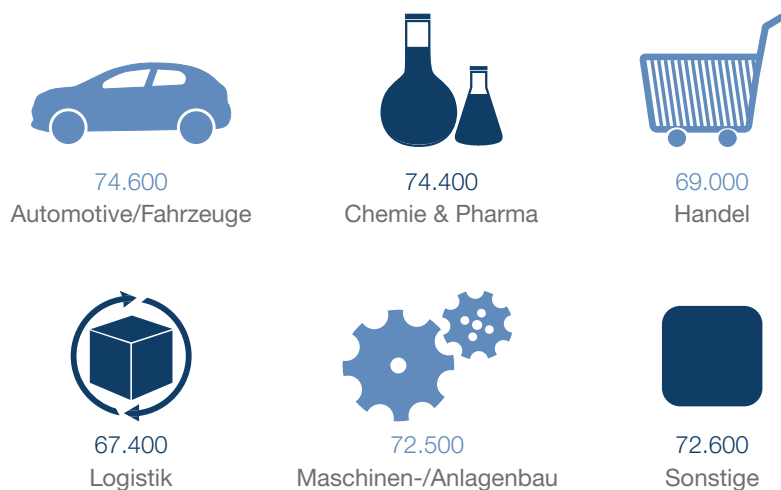 74.600
Automotive/Fahrzeuge
74.400
Chemie & Pharma
69.000
Handel
67.400
Logistik
72.500
Maschinen-/Anlagenbau
72.600
Sonstige